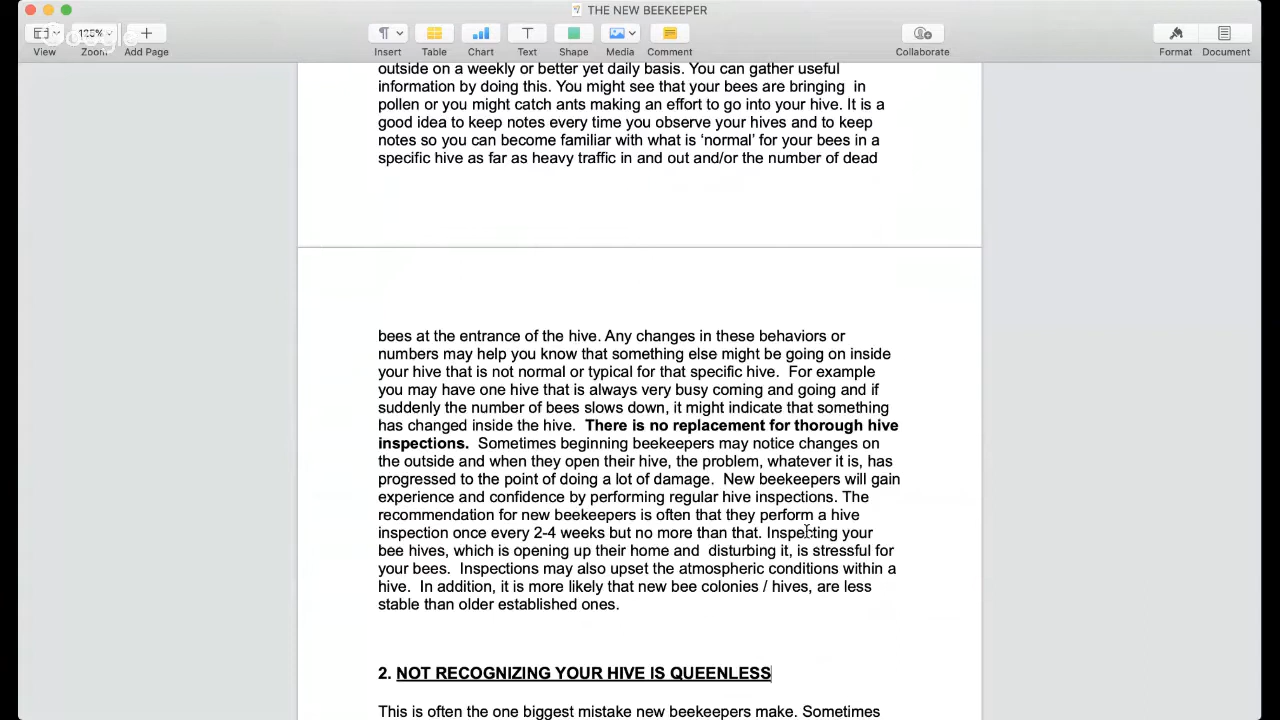 THE NEW BEEKEEPER
Google
125%
View
Zoom
Add Page
Insert
Table
Chart
Text
Shape
Media
Comment
Collaborate
Format
Document
outside on a weekly or better yet daily basis. You can gather useful
information by doing this. You might see that your bees are bringing  in
pollen or you might catch ants making an effort to go into your hive. It is a
good idea to keep notes every time you observe your hives and to keep
notes so you can become familiar with what is ‘normal’ for your bees in a
specific hive as far as heavy traffic in and out and/or the number of dead
bees at the entrance of the hive. Any changes in these behaviors or
numbers may help you know that something else might be going on inside
your hive that is not normal or typical for that specific hive.  For example
you may have one hive that is always very busy coming and going and if
suddenly the number of bees slows down, it might indicate that something
has changed inside the hive.  There is no replacement for thorough hive
inspections.  Sometimes beginning beekeepers may notice changes on
the outside and when they open their hive, the problem, whatever it is, has
progressed to the point of doing a lot of damage.  New beekeepers will gain
experience and confidence by performing regular hive inspections. The
recommendation for new beekeepers is often that they perform a hive
inspection once every 2-4 weeks but no more than that. Inspecting your
bee hives, which is opening up their home and  disturbing it, is stressful for
your bees.  Inspections may also upset the atmospheric conditions within a
hive.  In addition, it is more likely that new bee colonies / hives, are less
stable than older established ones.
2. NOT RECOGNIZING YOUR HIVE IS QUEENLESS
This is often the one biggest mistake new beekeepers make. Sometimes